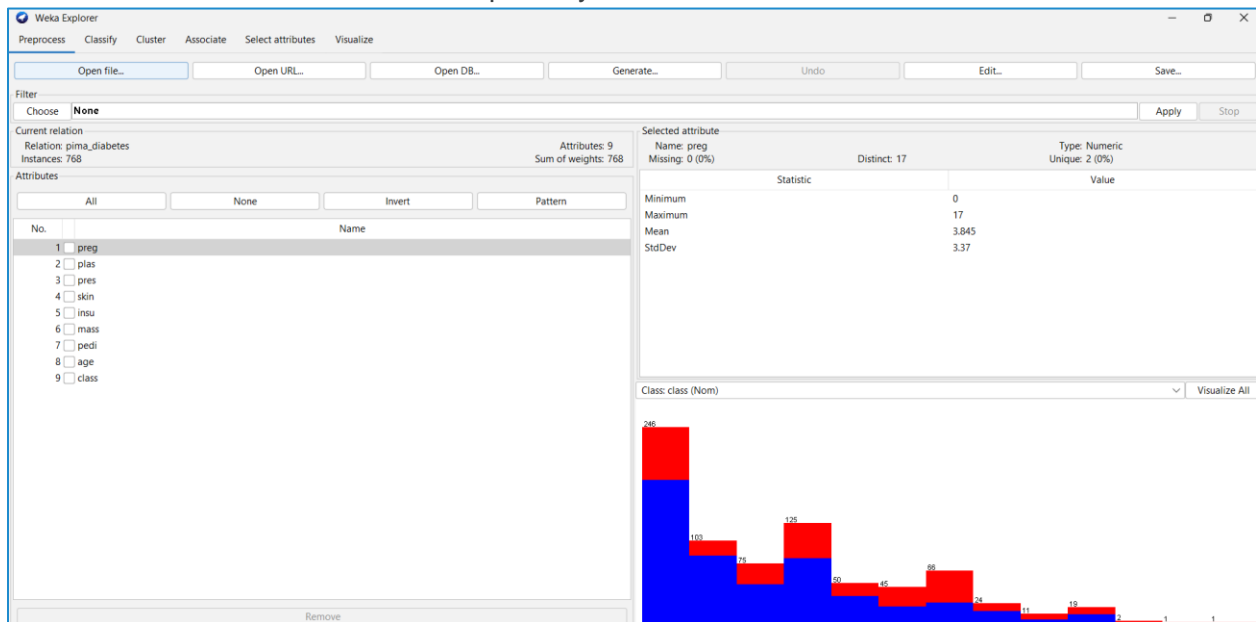 Weka Explorer
Preprocess Classify Cluster Associate Select attributes Visualize
Open file... Open URL... Open DB... Generate... Undo Edit... Save...
Filter
Choose None Apply Stop
Current relation
Relation: pima_diabetes Attributes: 9
Instances: 768 Sum of weights: 768
Attributes
All None Invert Pattern
No. Name
1 preg
2 plas
3 pres
4 skin
5 insu
6 mass
7 pedi
8 age
9 class
Remove
Selected attribute
Name: preg Type: Numeric
Missing: 0 (0%) Distinct: 17 Unique: 2 (0%)
Statistic Value
Minimum 0
Maximum 17
Mean 3.845
StdDev 3.37
Class: class (Nom) Visualize All
246
103
75
125
50
45
66
24
11
19
2
1
1